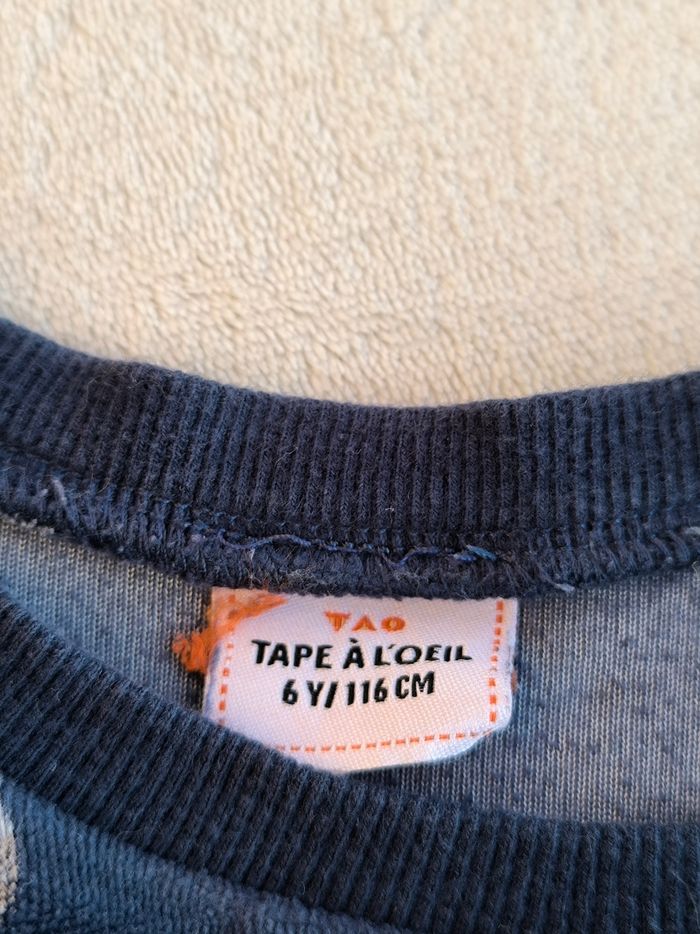 TAO
TAPE À L'OEIL
6 Y/116 CM